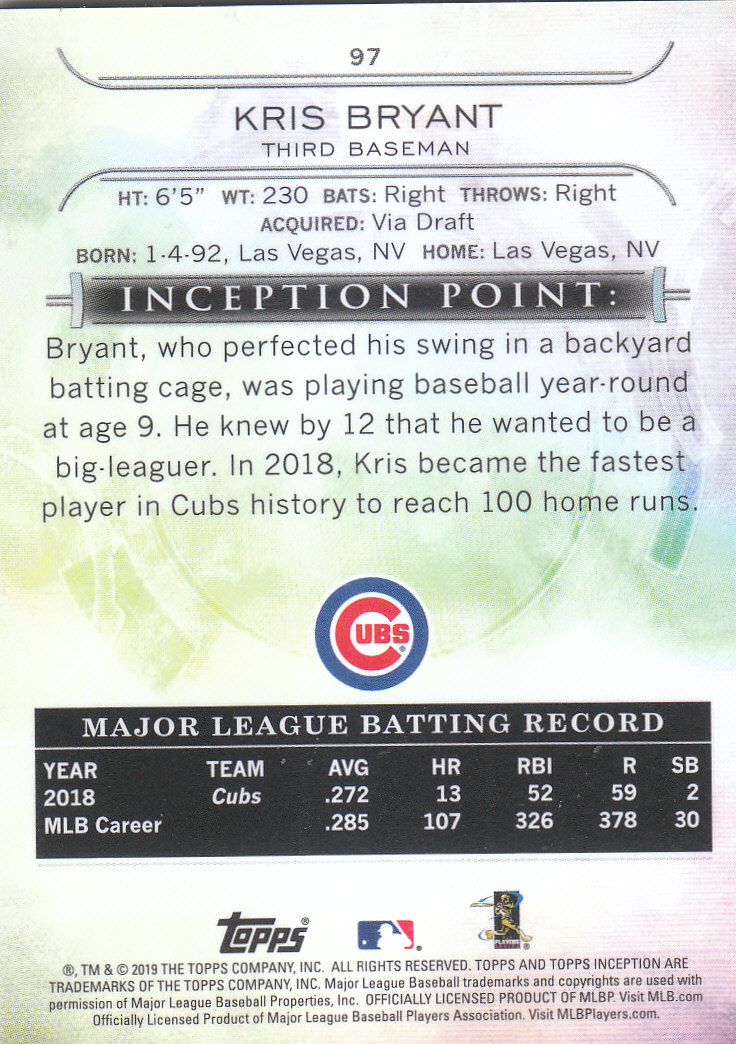 97
KRIS BRYANT
THIRD BASEMAN
HT: 6'5" WT: 230 BATS: Right THROWS: Right
ACQUIRED: Via Draft
BORN: 1-4-92, Las Vegas, NV HOME: Las Vegas, NV
INCEPTION POINT:
Bryant, who perfected his swing in a backyard
batting cage, was playing baseball year-round
at age 9. He knew by 12 that he wanted to be a
big-leaguer. In 2018, Kris became the fastest
player in Cubs history to reach 100 home runs.
CUBS®
MAJOR LEAGUE BATTING RECORD
YEAR TEAM AVG HR RBI R SB
2018 Cubs .272 13 52 59 2
MLB Career .285 107 326 378 30
Topps® ® PLAYERS ®
®, TM & © 2019 THE TOPPS COMPANY, INC. ALL RIGHTS RESERVED. TOPPS AND TOPPS INCEPTION ARE
TRADEMARKS OF THE TOPPS COMPANY, INC. Major League Baseball trademarks and copyrights are used with
permission of Major League Baseball Properties, Inc. OFFICIALLY LICENSED PRODUCT OF MLBP. Visit MLB.com
Officially Licensed Product of Major League Baseball Players Association. Visit MLBPlayers.com.